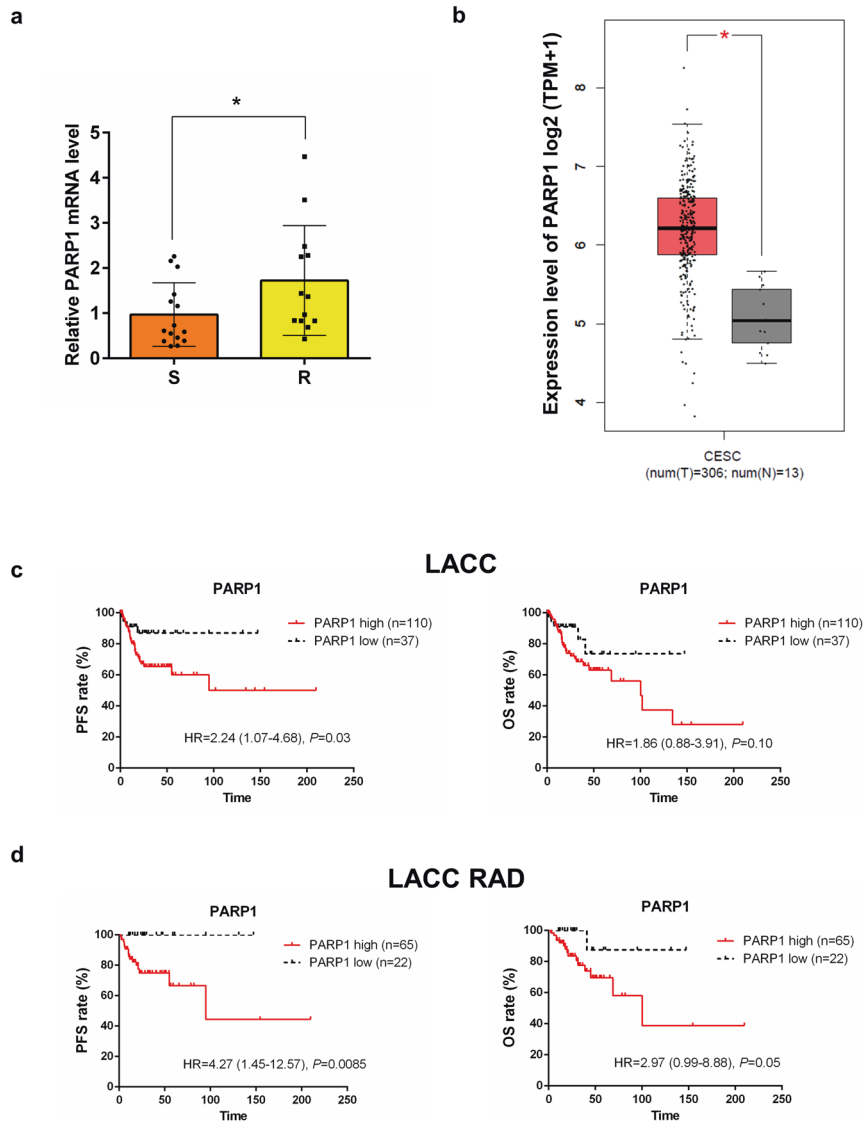 a
*
Relative PARP1 mRNA level
5
4
3
2
1
0
S
R
b
*
Expression level of PARP1 log2 (TPM+1)
8
7
6
5
4
CESC
(num(T)=306; num(N)=13)
c
LACC
PARP1
PFS rate (%)
100
80
60
40
20
0
PARP1 high (n=110)
PARP1 low (n=37)
HR=2.24 (1.07-4.68), P=0.03
0 50 100 150 200 250
Time
PARP1
OS rate (%)
100
80
60
40
20
0
PARP1 high (n=110)
PARP1 low (n=37)
HR=1.86 (0.88-3.91), P=0.10
0 50 100 150 200 250
Time
d
LACC RAD
PARP1
PFS rate (%)
100
80
60
40
20
0
PARP1 high (n=65)
PARP1 low (n=22)
HR=4.27 (1.45-12.57), P=0.0085
0 50 100 150 200 250
Time
PARP1
OS rate (%)
100
80
60
40
20
0
PARP1 high (n=65)
PARP1 low (n=22)
HR=2.97 (0.99-8.88), P=0.05
0 50 100 150 200 250
Time